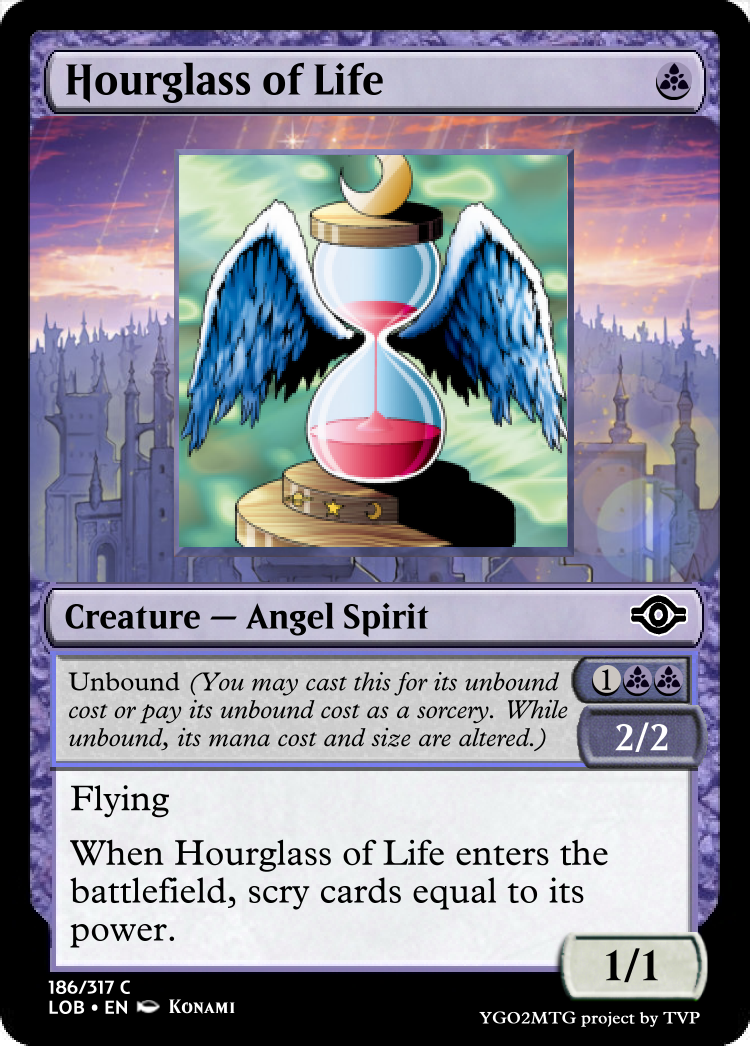 Hourglass of Life
Creature — Angel Spirit
Unbound (You may cast this for its unbound
cost or pay its unbound cost as a sorcery. While
unbound, its mana cost and size are altered.)
1
2/2
Flying
When Hourglass of Life enters the
battlefield, scry cards equal to its
power.
1/1
186/317 C
LOB • EN KONAMI
YGO2MTG project by TVP